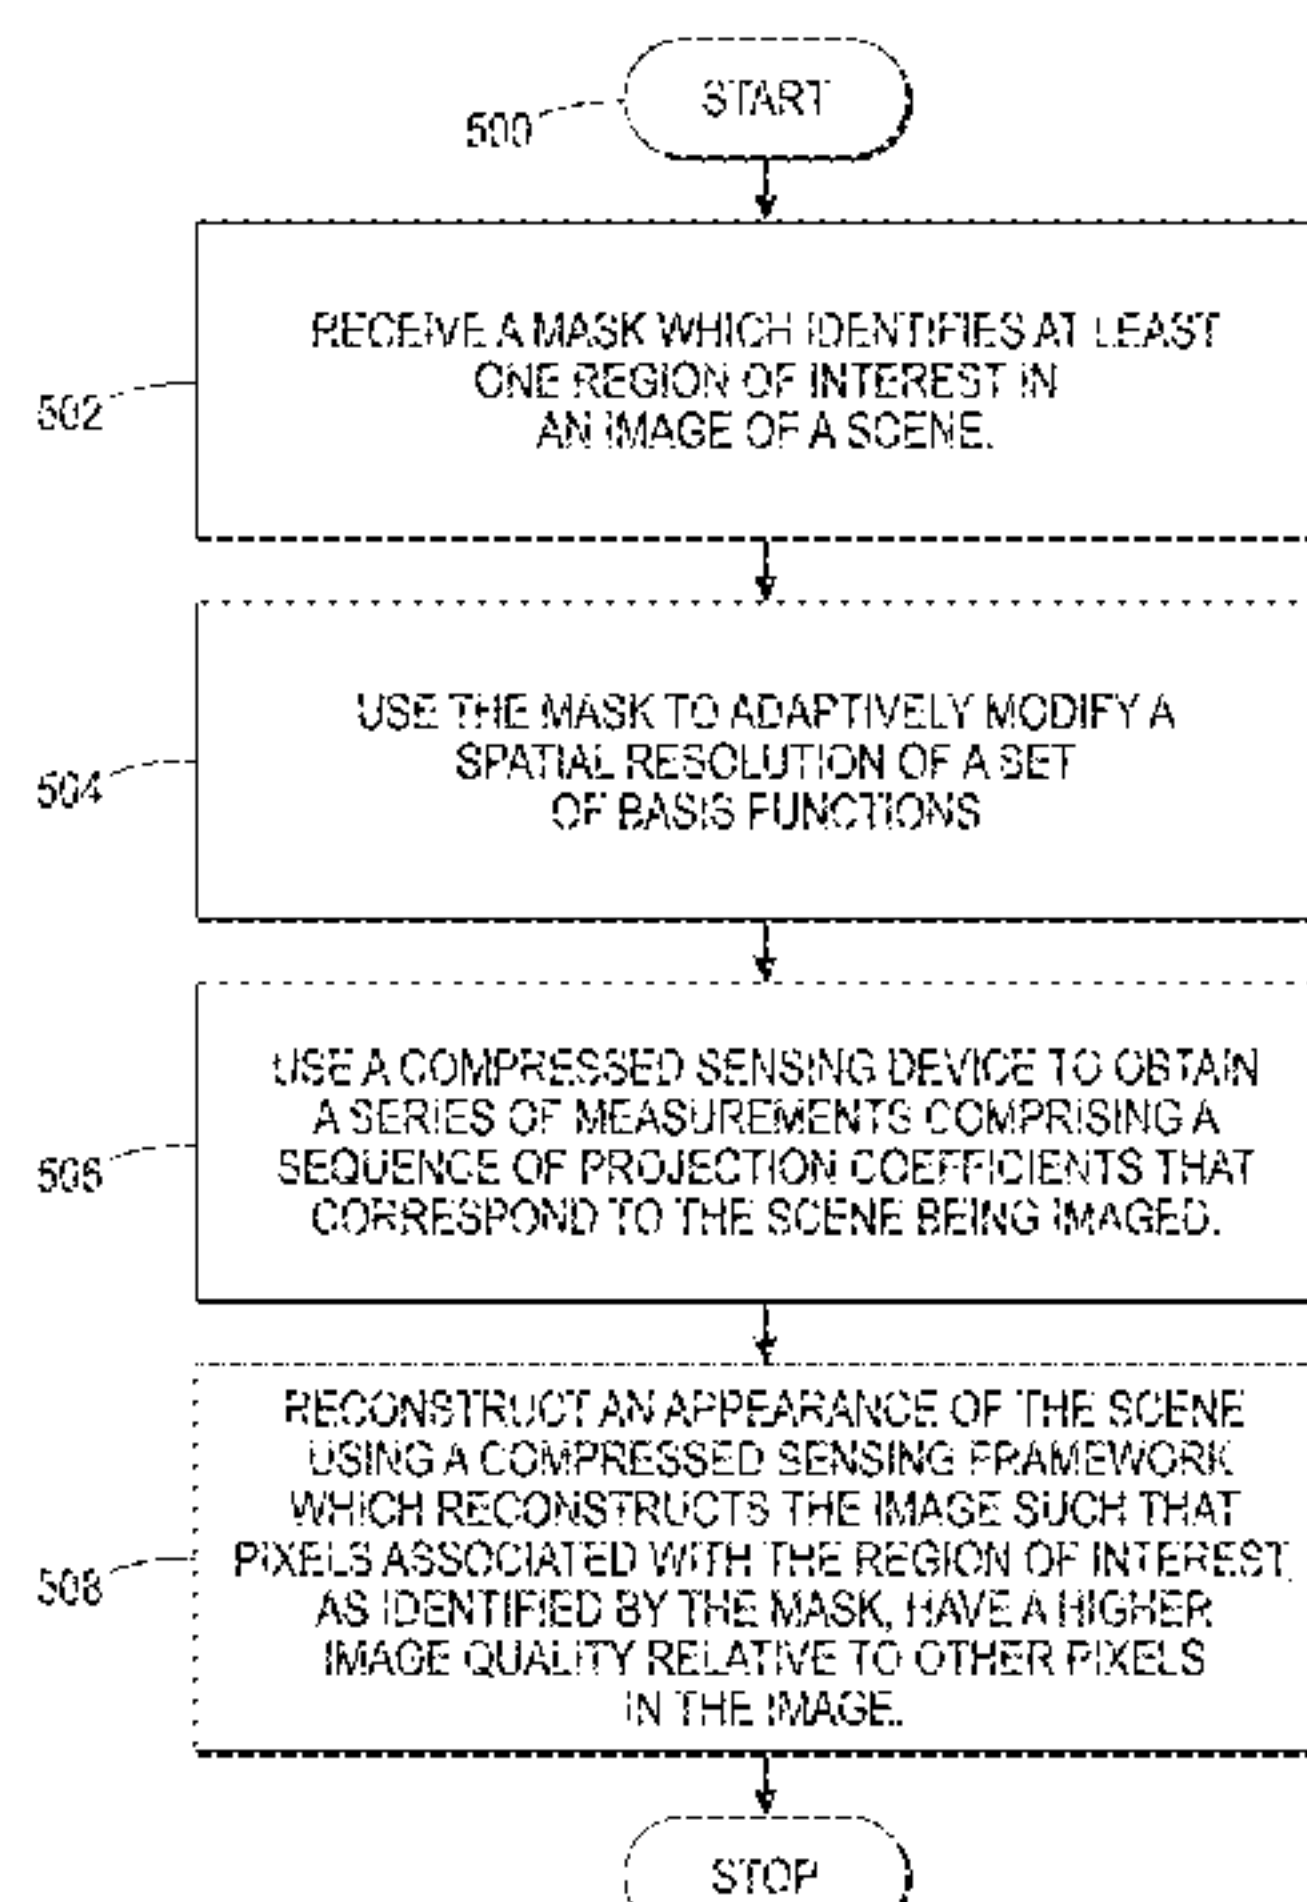 START
500
RECEIVE A MASK WHICH IDENTIFIES AT LEAST
ONE REGION OF INTEREST IN
AN IMAGE OF A SCENE.
502
USE THE MASK TO ADAPTIVELY MODIFY A
SPATIAL RESOLUTION OF A SET
OF BASIS FUNCTIONS
504
USE A COMPRESSED SENSING DEVICE TO OBTAIN
A SERIES OF MEASUREMENTS COMPRISING A
SEQUENCE OF PROJECTION COEFFICIENTS THAT
CORRESPOND TO THE SCENE BEING IMAGED.
506
RECONSTRUCT AN APPEARANCE OF THE SCENE
USING A COMPRESSED SENSING FRAMEWORK
WHICH RECONSTRUCTS THE IMAGE SUCH THAT
PIXELS ASSOCIATED WITH THE REGION OF INTEREST,
AS IDENTIFIED BY THE MASK, HAVE A HIGHER
IMAGE QUALITY RELATIVE TO OTHER PIXELS
IN THE IMAGE.
508
STOP